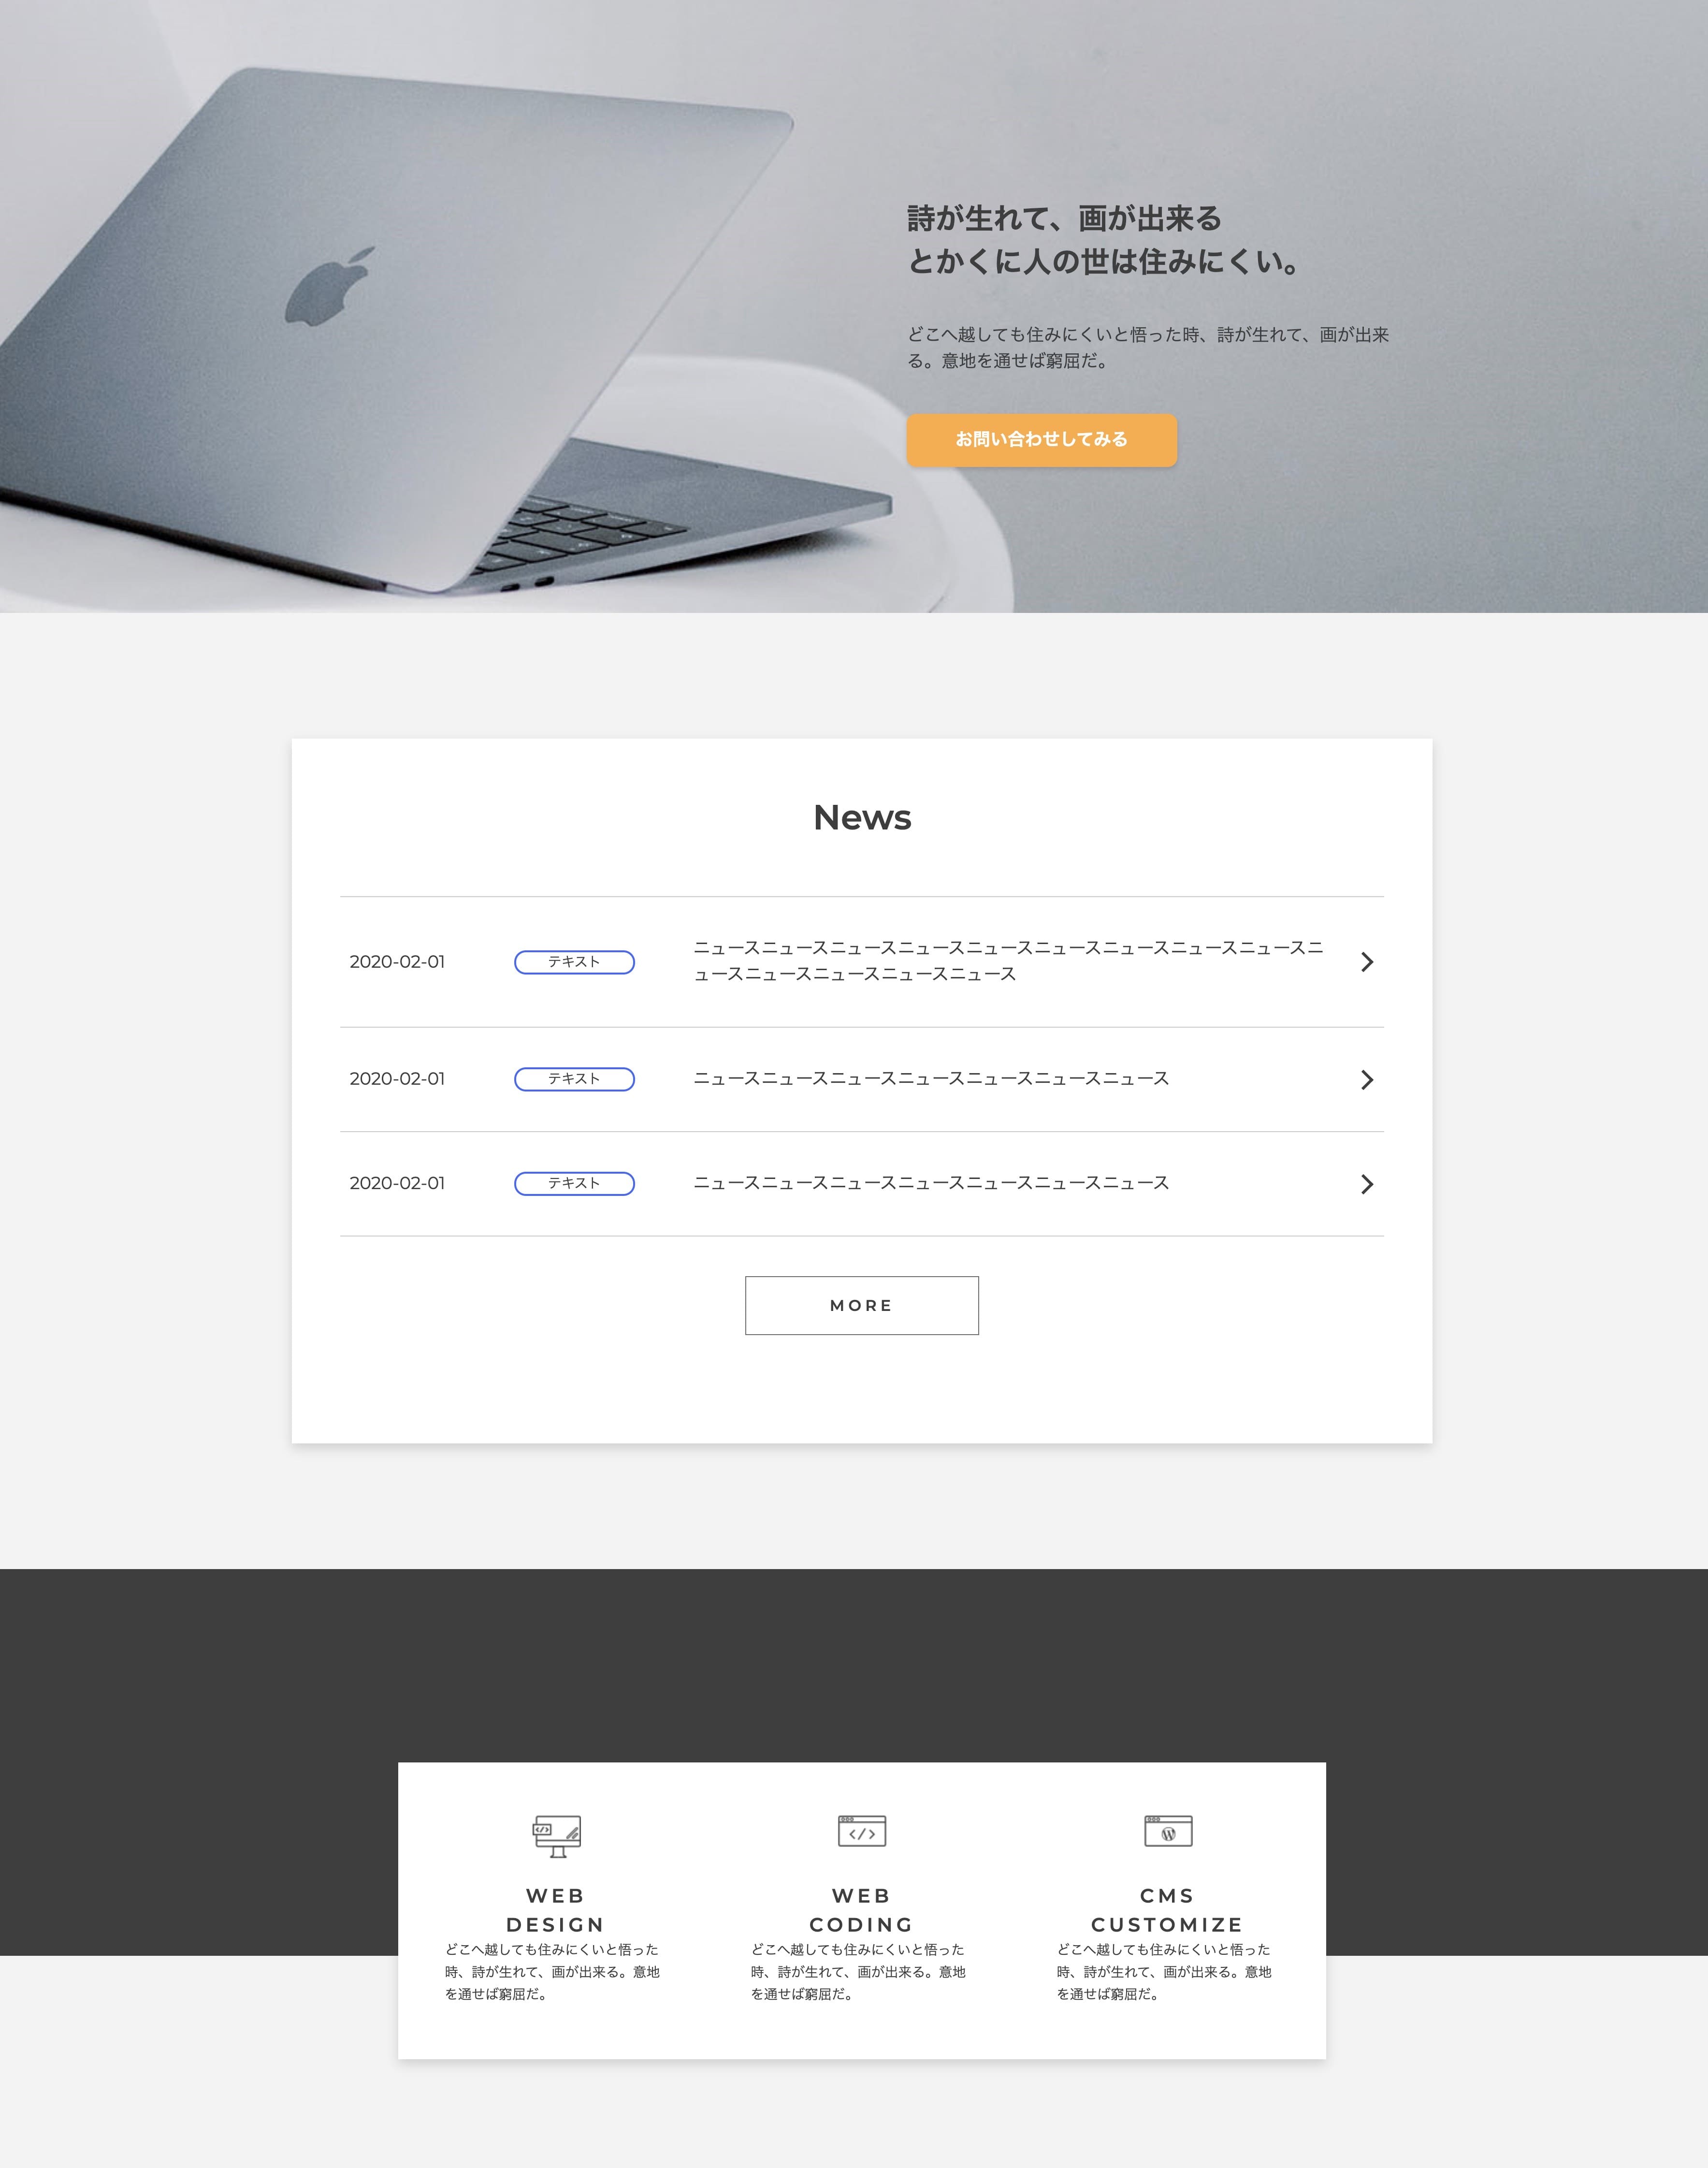 詩が生れて、画が出来る
とかくに人の世は住みにくい。
どこへ越しても住みにくいと悟った時、詩が生れて、画が出来
る。意地を通せば窮屈だ。
お問い合わせしてみる
News
2020-02-01
テキスト
ニュースニュースニュースニュースニュースニュースニュースニュースニュースニ
ュースニュースニュースニュースニュース
2020-02-01
テキスト
ニュースニュースニュースニュースニュースニュースニュース
2020-02-01
テキスト
ニュースニュースニュースニュースニュースニュースニュース
MORE
WEB
DESIGN
どこへ越しても住みにくいと悟った
時、詩が生れて、画が出来る。意地
を通せば窮屈だ。
WEB
CODING
どこへ越しても住みにくいと悟った
時、詩が生れて、画が出来る。意地
を通せば窮屈だ。
CMS
CUSTOMIZE
どこへ越しても住みにくいと悟った
時、詩が生れて、画が出来る。意地
を通せば窮屈だ。